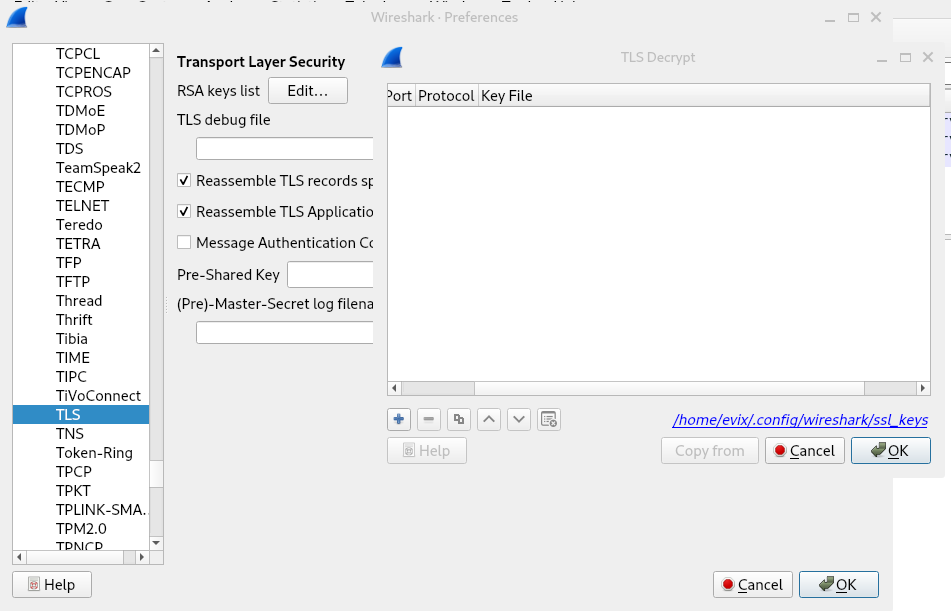 Wireshark · Preferences
TCPCL
TCPENCAP
TCPROS
TDMoE
TDMoP
TDS
TeamSpeak2
TECMP
TELNET
Teredo
TETRA
TFP
TFTP
Thread
Thrift
Tibia
TIME
TIPC
TiVoConnect
TLS
TNS
Token-Ring
TPCP
TPKT
TPLINK-SMA.
TPM2.0
TPNCP
Transport Layer Security
RSA keys list Edit...
TLS debug file
Reassemble TLS records sp
Reassemble TLS Applicatio
Message Authentication Co
Pre-Shared Key
(Pre)-Master-Secret log filena
TLS Decrypt
Port Protocol Key File
/home/evix/.config/wireshark/ssl_keys
Help Copy from Cancel OK
Help Cancel OK